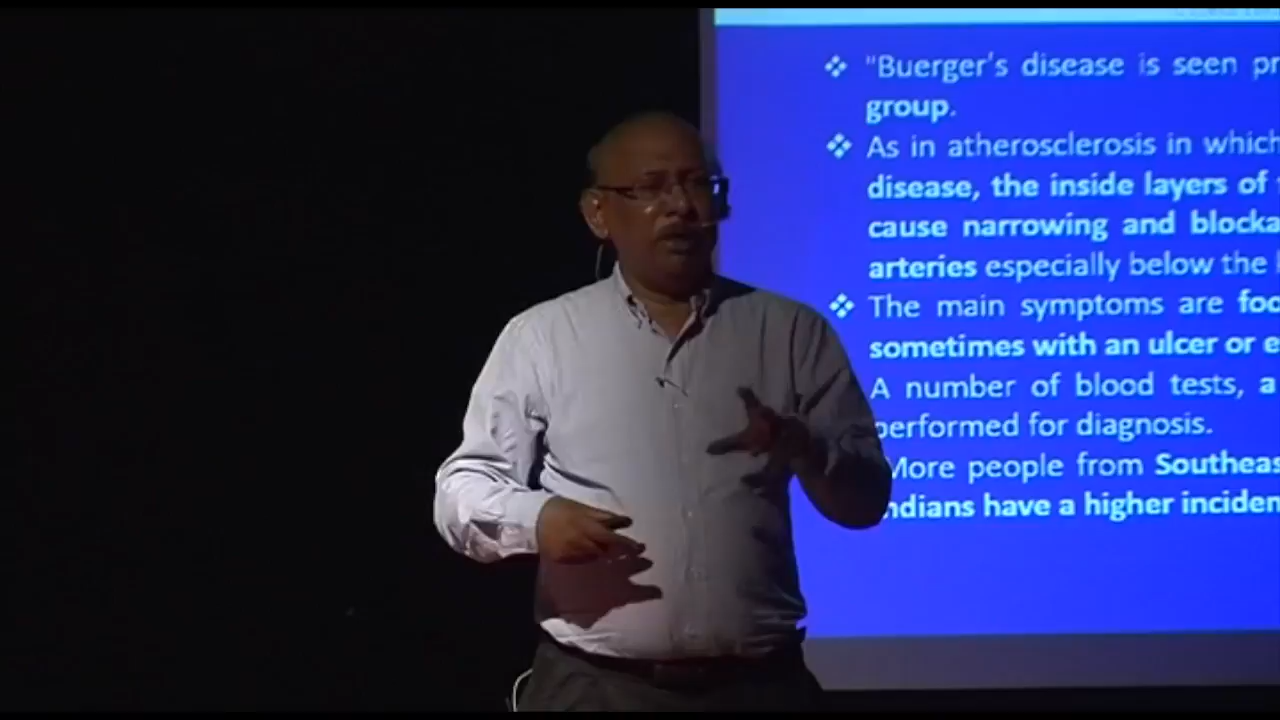 "Buerger's disease is seen pr
group.
As in atherosclerosis in which
disease, the inside layers of
cause narrowing and blocka
arteries especially below the
The main symptoms are foc
sometimes with an ulcer or e
A number of blood tests, a
performed for diagnosis.
More people from Southeas
ndians have a higher inciden